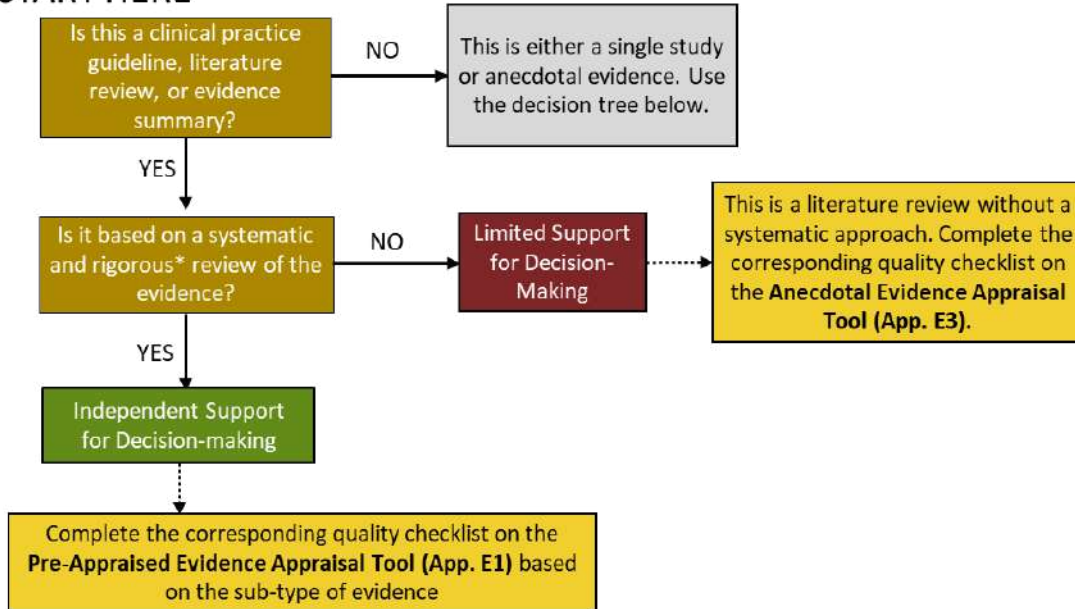 START HERE
Is this a clinical practice
guideline, literature
review, or evidence
summary?
NO
This is either a single study
or anecdotal evidence. Use
the decision tree below.
YES
Is it based on a systematic
and rigorous* review of the
evidence?
NO
Limited Support
for Decision-
Making
This is a literature review without a
systematic approach. Complete the
corresponding quality checklist on
the Anecdotal Evidence Appraisal
Tool (App. E3).
YES
Independent Support
for Decision-making
Complete the corresponding quality checklist on the
Pre-Appraised Evidence Appraisal Tool (App. E1) based
on the sub-type of evidence